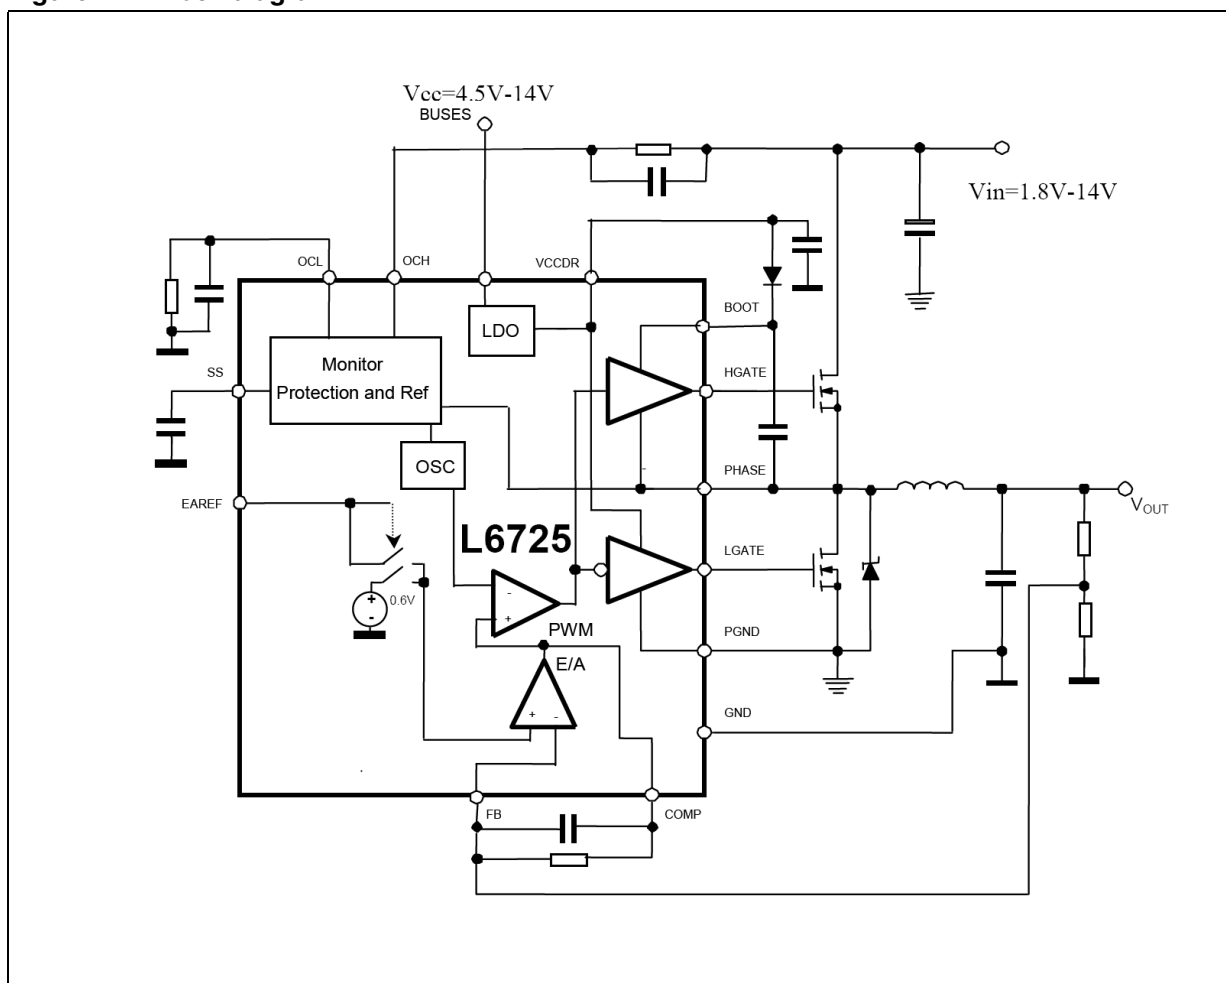 Vcc=4.5V-14V
BUSES
Vin=1.8V-14V
OCL
OCH
VCCDR
LDO
BOOT
Monitor
Protection and Ref
SS
HGATE
OSC
PHASE
EAREF
VOUT
L6725
LGATE
-
+
0.6V
+
-
PWM
PGND
E/A
+ -
GND
FB
COMP